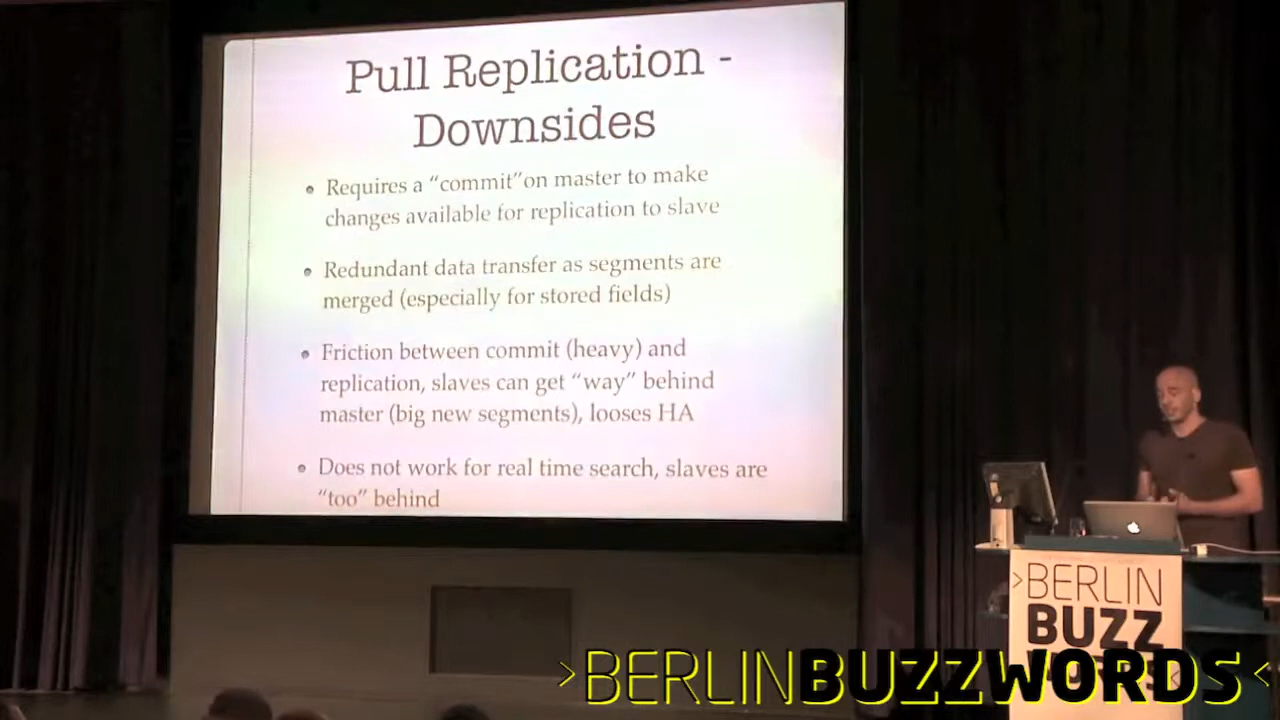 Pull Replication -
Downsides
• Requires a “commit”on master to make
changes available for replication to slave
• Redundant data transfer as segments are
merged (especially for stored fields)
• Friction between commit (heavy) and
replication, slaves can get “way” behind
master (big new segments), looses HA
• Does not work for real time search, slaves are
“too” behind
>BERLIN
BUZZ
>BERLINBUZZWORDS<